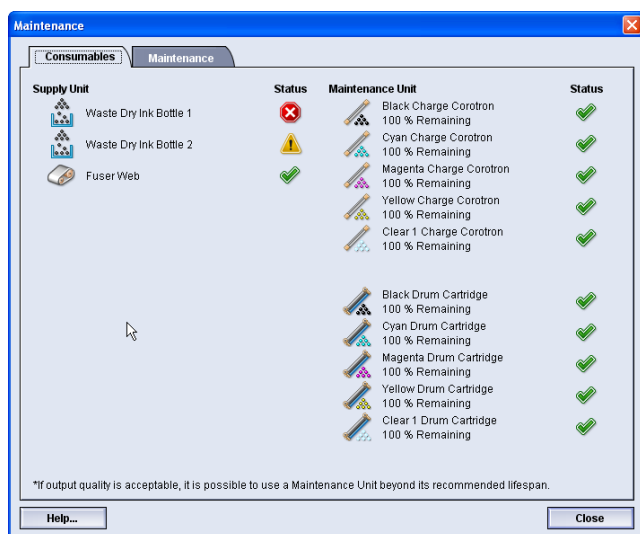 Maintenance
Consumables
Maintenance
Supply Unit
Status
Waste Dry Ink Bottle 1
Waste Dry Ink Bottle 2
Fuser Web
Maintenance Unit
Status
Black Charge Corotron
100 % Remaining
Cyan Charge Corotron
100 % Remaining
Magenta Charge Corotron
100 % Remaining
Yellow Charge Corotron
100 % Remaining
Clear 1 Charge Corotron
100 % Remaining
Black Drum Cartridge
100 % Remaining
Cyan Drum Cartridge
100 % Remaining
Magenta Drum Cartridge
100 % Remaining
Yellow Drum Cartridge
100 % Remaining
Clear 1 Drum Cartridge
100 % Remaining
*If output quality is acceptable, it is possible to use a Maintenance Unit beyond its recommended lifespan.
Help...
Close